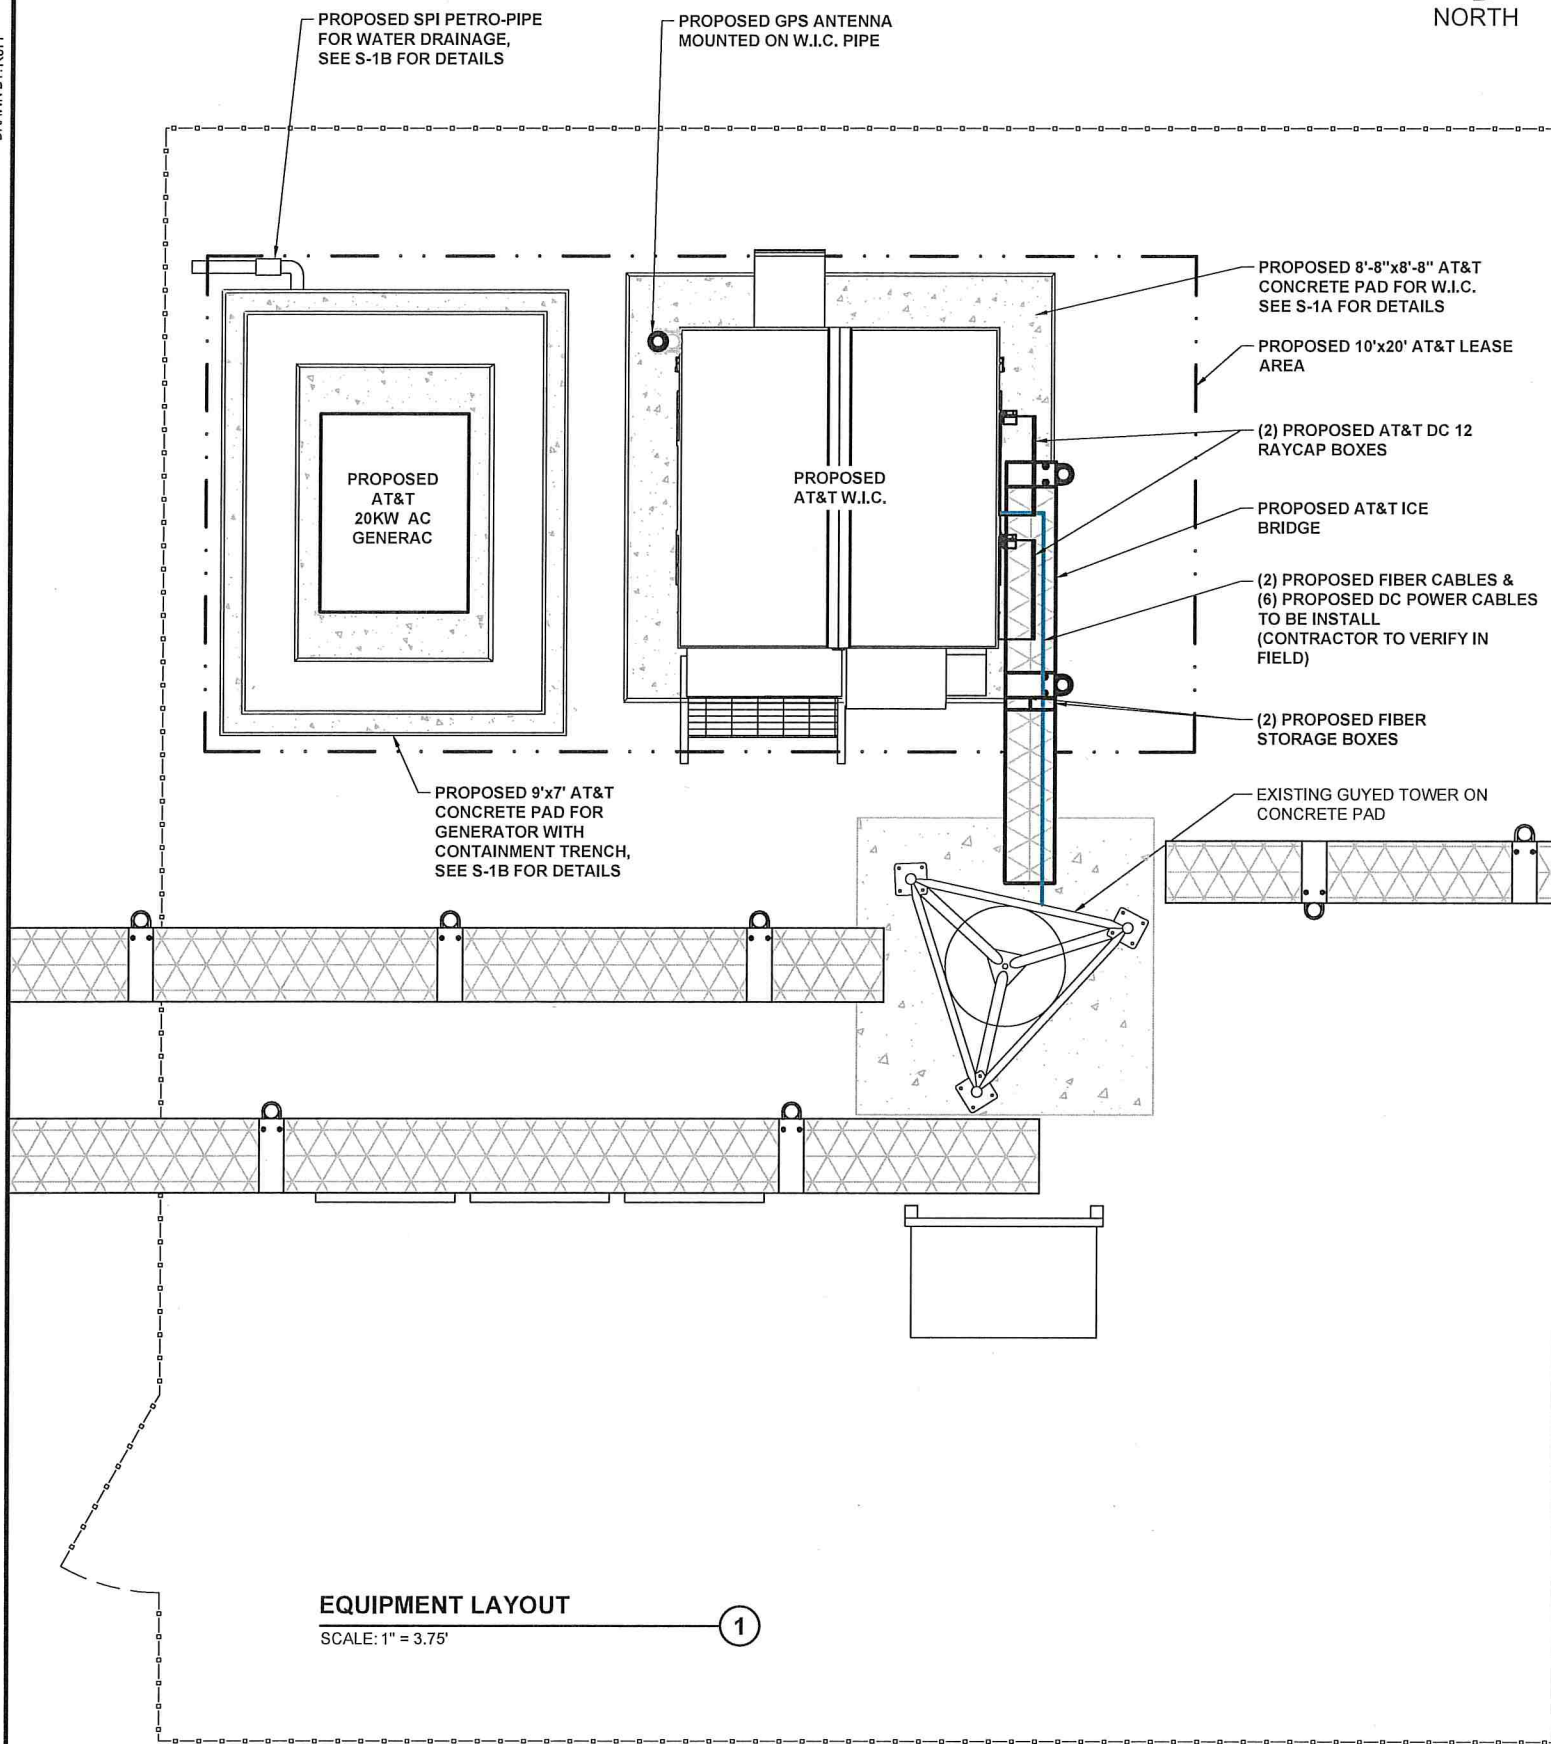 PROPOSED SPI PETRO-PIPE
FOR WATER DRAINAGE,
SEE S-1B FOR DETAILS
PROPOSED GPS ANTENNA
MOUNTED ON W.I.C. PIPE
NORTH
PROPOSED 8'-8"x8'-8" AT&T
CONCRETE PAD FOR W.I.C.
SEE S-1A FOR DETAILS
PROPOSED 10'x20' AT&T LEASE
AREA
(2) PROPOSED AT&T DC 12
RAYCAP BOXES
PROPOSED
AT&T
20KW AC
GENERAC
PROPOSED
AT&T W.I.C.
PROPOSED AT&T ICE
BRIDGE
(2) PROPOSED FIBER CABLES &
(6) PROPOSED DC POWER CABLES
TO BE INSTALL
(CONTRACTOR TO VERIFY IN
FIELD)
(2) PROPOSED FIBER
STORAGE BOXES
PROPOSED 9'x7' AT&T
CONCRETE PAD FOR
GENERATOR WITH
CONTAINMENT TRENCH,
SEE S-1B FOR DETAILS
EXISTING GUYED TOWER ON
CONCRETE PAD
EQUIPMENT LAYOUT
SCALE: 1" = 3.75'
1